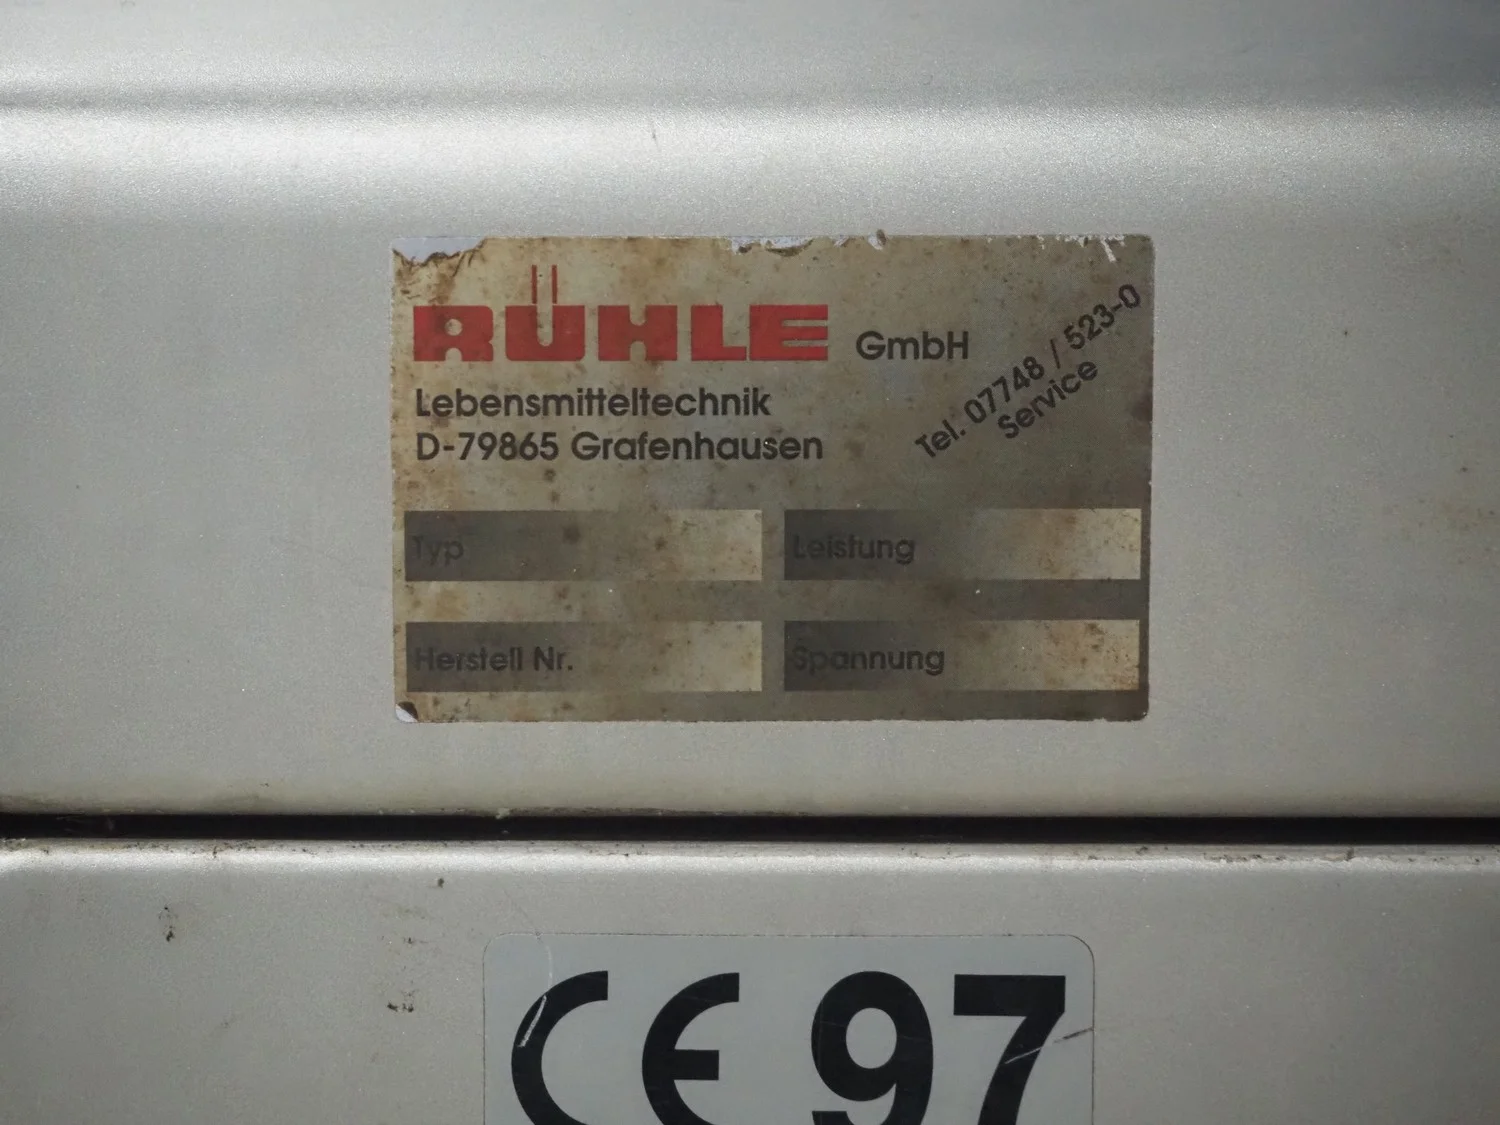 RÜHLE GmbH
Lebensmitteltechnik
D-79865 Grafenhausen
Tel. 07748 / 523-0
Service
Typ
Leistung
Herstell Nr.
Spannung
CE 97